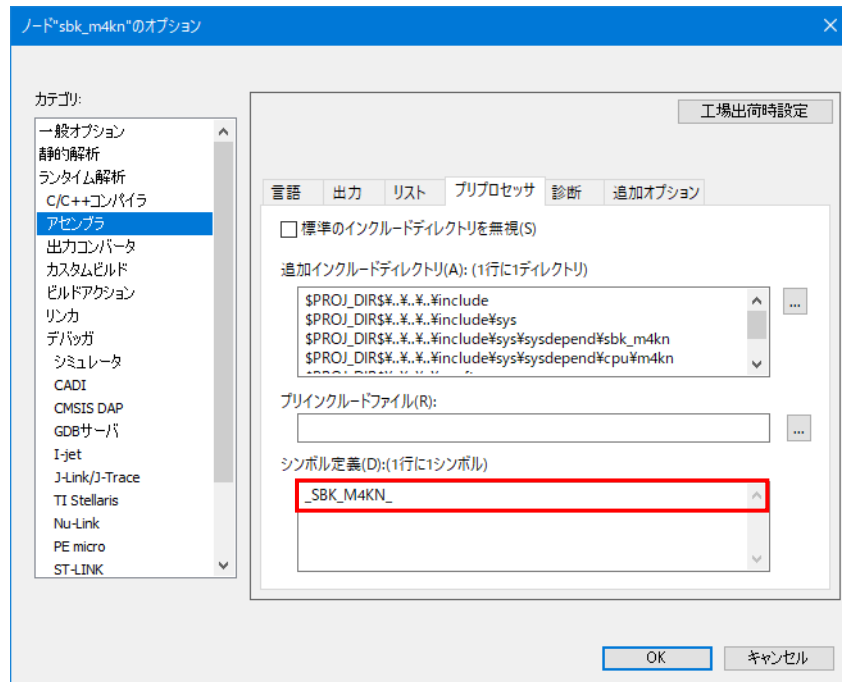 ノード"sbk_m4kn"のオプション
カテゴリ:
一般オプション
静的解析
ランタイム解析
C/C++コンパイラ
アセンブラ
出力コンバータ
カスタムビルド
ビルドアクション
リンカ
デバッガ
シミュレータ
CADI
CMSIS DAP
GDBサーバ
I-jet
J-Link/J-Trace
TI Stellaris
Nu-Link
PE micro
ST-LINK
工場出荷時設定
言語 出力 リスト プリプロセッサ 診断 追加オプション
標準のインクルードディレクトリを無視(S)
追加インクルードディレクトリ(A): (1行に1ディレクトリ)
$PROJ_DIR$¥..¥..¥..¥include
$PROJ_DIR$¥..¥..¥..¥include¥sys
$PROJ_DIR$¥..¥..¥..¥include¥sys¥sysdepend¥sbk_m4kn
$PROJ_DIR$¥..¥..¥..¥include¥sys¥sysdepend¥cpu¥m4kn
...
プリインクルードファイル(R):
...
シンボル定義(D):(1行に1シンボル)
_SBK_M4KN_
OK キャンセル